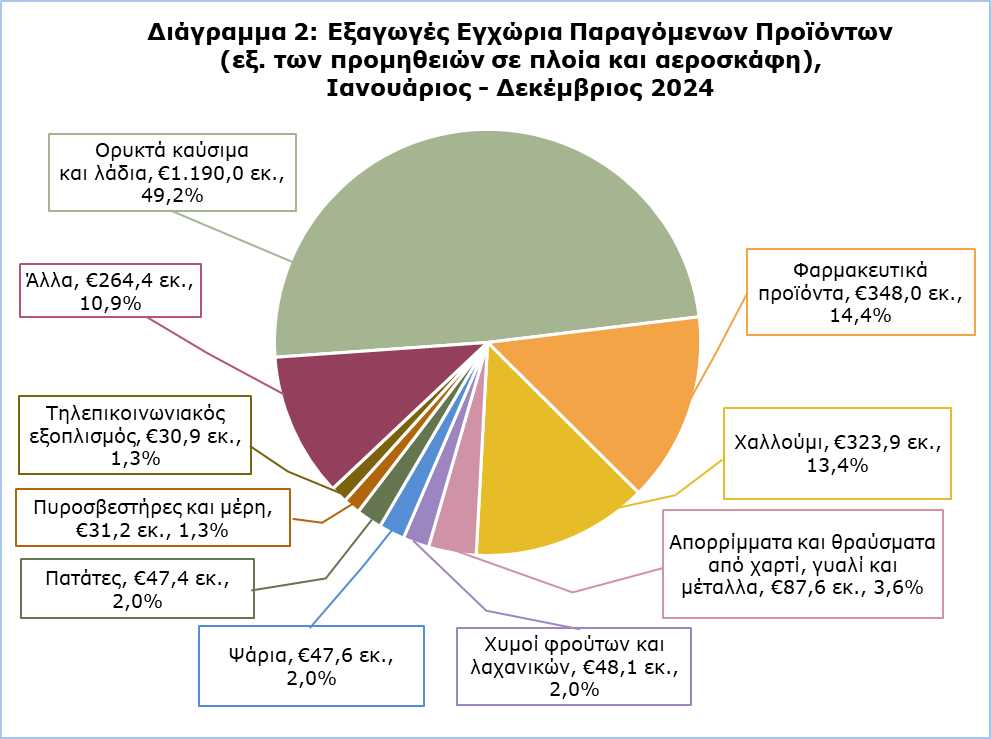 Διάγραμμα 2: Εξαγωγές Εγχώρια Παραγόμενων Προϊόντων
(εξ. των προμηθειών σε πλοία και αεροσκάφη),
Ιανουάριος - Δεκέμβριος 2024
Ορυκτά καύσιμα
και λάδια, €1.190,0 εκ.,
49,2%
Φαρμακευτικά
προϊόντα, €348,0 εκ.,
14,4%
Χαλλούμι, €323,9 εκ.,
13,4%
Απορρίμματα και θραύσματα
από χαρτί, γυαλί και
μέταλλα, €87,6 εκ., 3,6%
Χυμοί φρούτων και
λαχανικών, €48,1 εκ.,
2,0%
Ψάρια, €47,6 εκ.,
2,0%
Πατάτες, €47,4 εκ.,
2,0%
Πυροσβεστήρες και μέρη,
€31,2 εκ., 1,3%
Τηλεπικοινωνιακός
εξοπλισμός, €30,9 εκ.,
1,3%
Άλλα, €264,4 εκ.,
10,9%